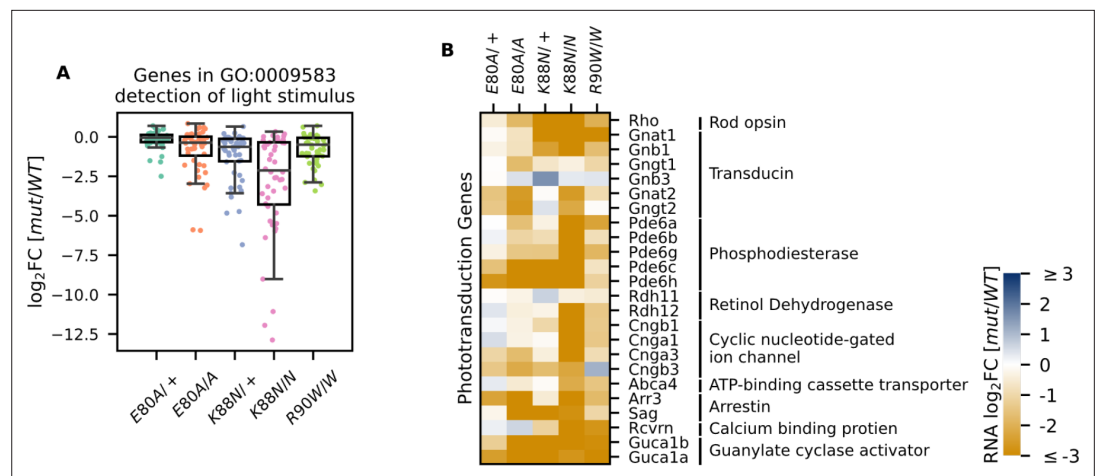 A
Genes in GO:0009583
detection of light stimulus
log₂FC [mut/WT]
0.0
−2.5
−5.0
−7.5
−10.0
−12.5
E80A/+
E80A/A
K88N/+
K88N/N
R90W/W
B
E80A/+
E80A/A
K88N/+
K88N/N
R90W/W
Phototransduction Genes
Rho
Gnat1
Gnb1
Gngt1
Gnb3
Gnat2
Gngt2
Pde6a
Pde6b
Pde6g
Pde6c
Pde6h
Rdh11
Rdh12
Cngb1
Cnga1
Cnga3
Cngb3
Abca4
Arr3
Sag
Rcvrn
Guca1b
Guca1a
Rod opsin
Transducin
Phosphodiesterase
Retinol Dehydrogenase
Cyclic nucleotide-gated
ion channel
ATP-binding cassette transporter
Arrestin
Calcium binding protien
Guanylate cyclase activator
RNA log₂FC [mut/WT]
≥ 3
2
1
0
-1
-2
≤ -3